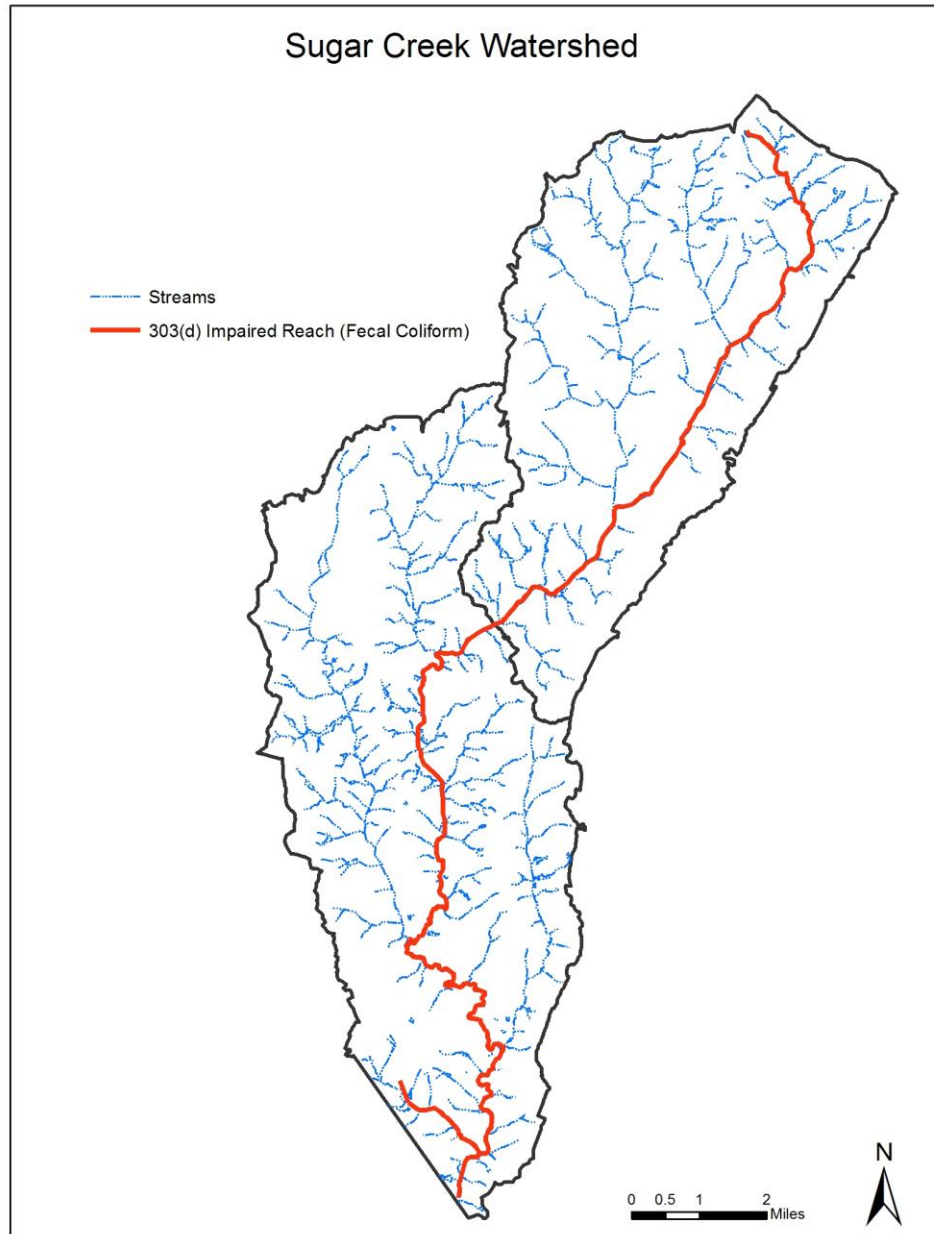 Sugar Creek Watershed
Streams
303(d) Impaired Reach (Fecal Coliform)
N
0 0.5 1 2
Miles